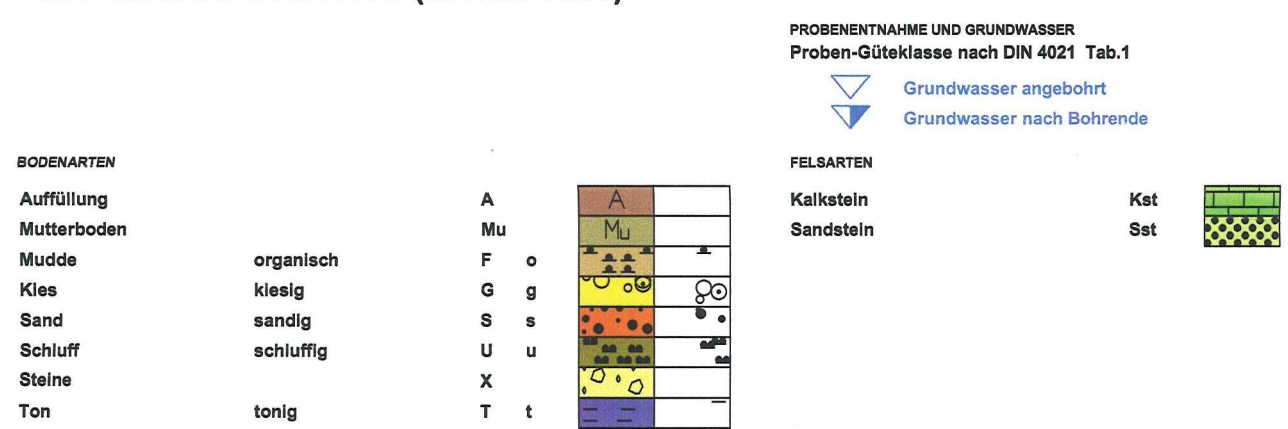 PROBENENTNAHME UND GRUNDWASSER
Proben-Güteklasse nach DIN 4021 Tab.1
Grundwasser angebohrt
Grundwasser nach Bohrende
BODENARTEN
Auffüllung A A
Mutterboden Mu Mu
Mudde organisch F o
Kies kiesig G g
Sand sandig S s
Schluff schluffig U u
Steine X
Ton tonig T t
FELSARTEN
Kalkstein Kst
Sandstein Sst